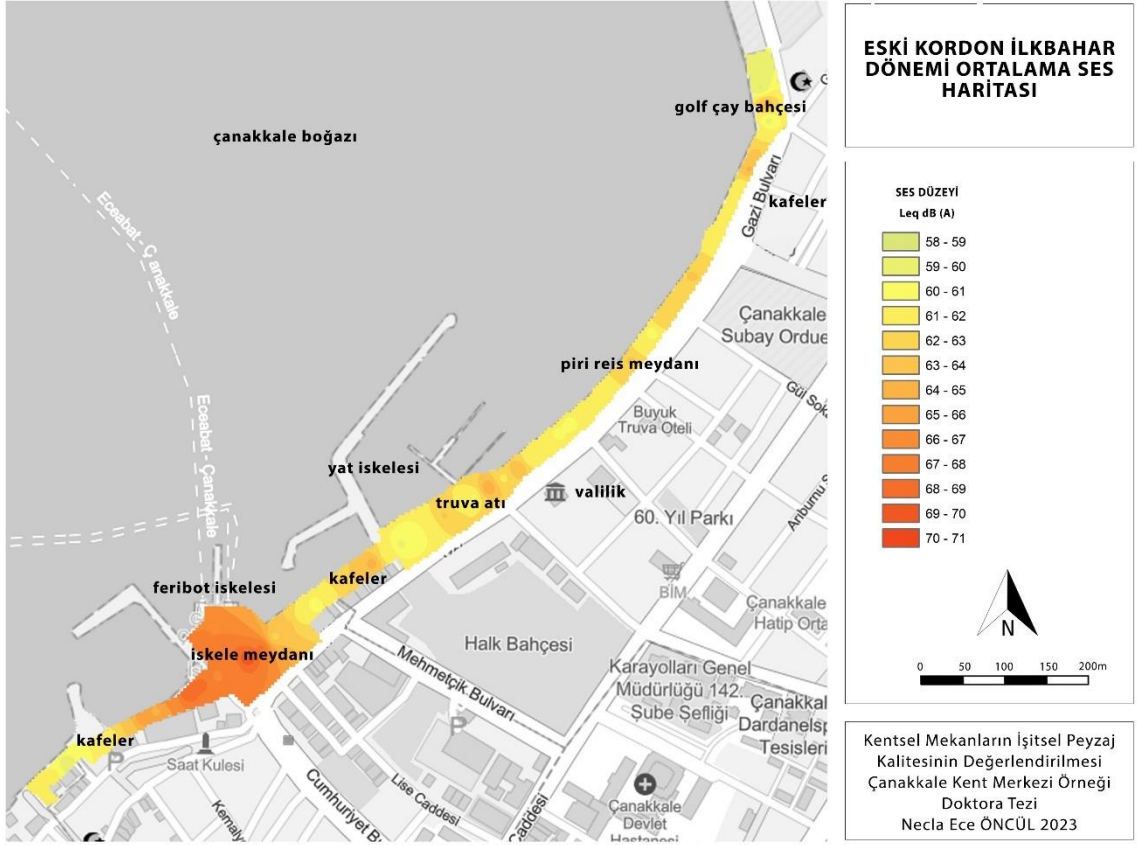 ESKİ KORDON İLKBAHAR
DÖNEMİ ORTALAMA SES
HARİTASI
golf çay bahçesi
çanakkale boğazı
Eceabat - Çanakkale
Gazi Bulvarı
kafeler
Çanakkale
Subay Ordue
piri reis meydanı
Gül Sok
Buyuk
Truva Oteli
Eceabat - Çanakkale
yat iskelesi
valilik
truva atı
60. Yıl Parkı
Arıburnu S
kafeler
BİM
feribot iskelesi
Çanakkale
Hatip Orta
Halk Bahçesi
iskele meydanı
Mehmetçik Bulvarı
Karayolları Genel
Müdürlüğü 142.
Şube Şefliği
Çanakkal
Dardanelsp
Tesisleri
kafeler
P
P
Saat Kulesi
Cumhuriyet B
Lise Caddesi
Caddesi
Kemaly
Çanakkale
Devlet
Hastanesi
SES DÜZEYİ
Leq dB (A)
58 - 59
59 - 60
60 - 61
61 - 62
62 - 63
63 - 64
64 - 65
65 - 66
66 - 67
67 - 68
68 - 69
69 - 70
70 - 71
N
0 50 100 150 200m
Kentsel Mekanların İşitsel Peyzaj
Kalitesinin Değerlendirilmesi
Çanakkale Kent Merkezi Örneği
Doktora Tezi
Necla Ece ÖNCÜL 2023